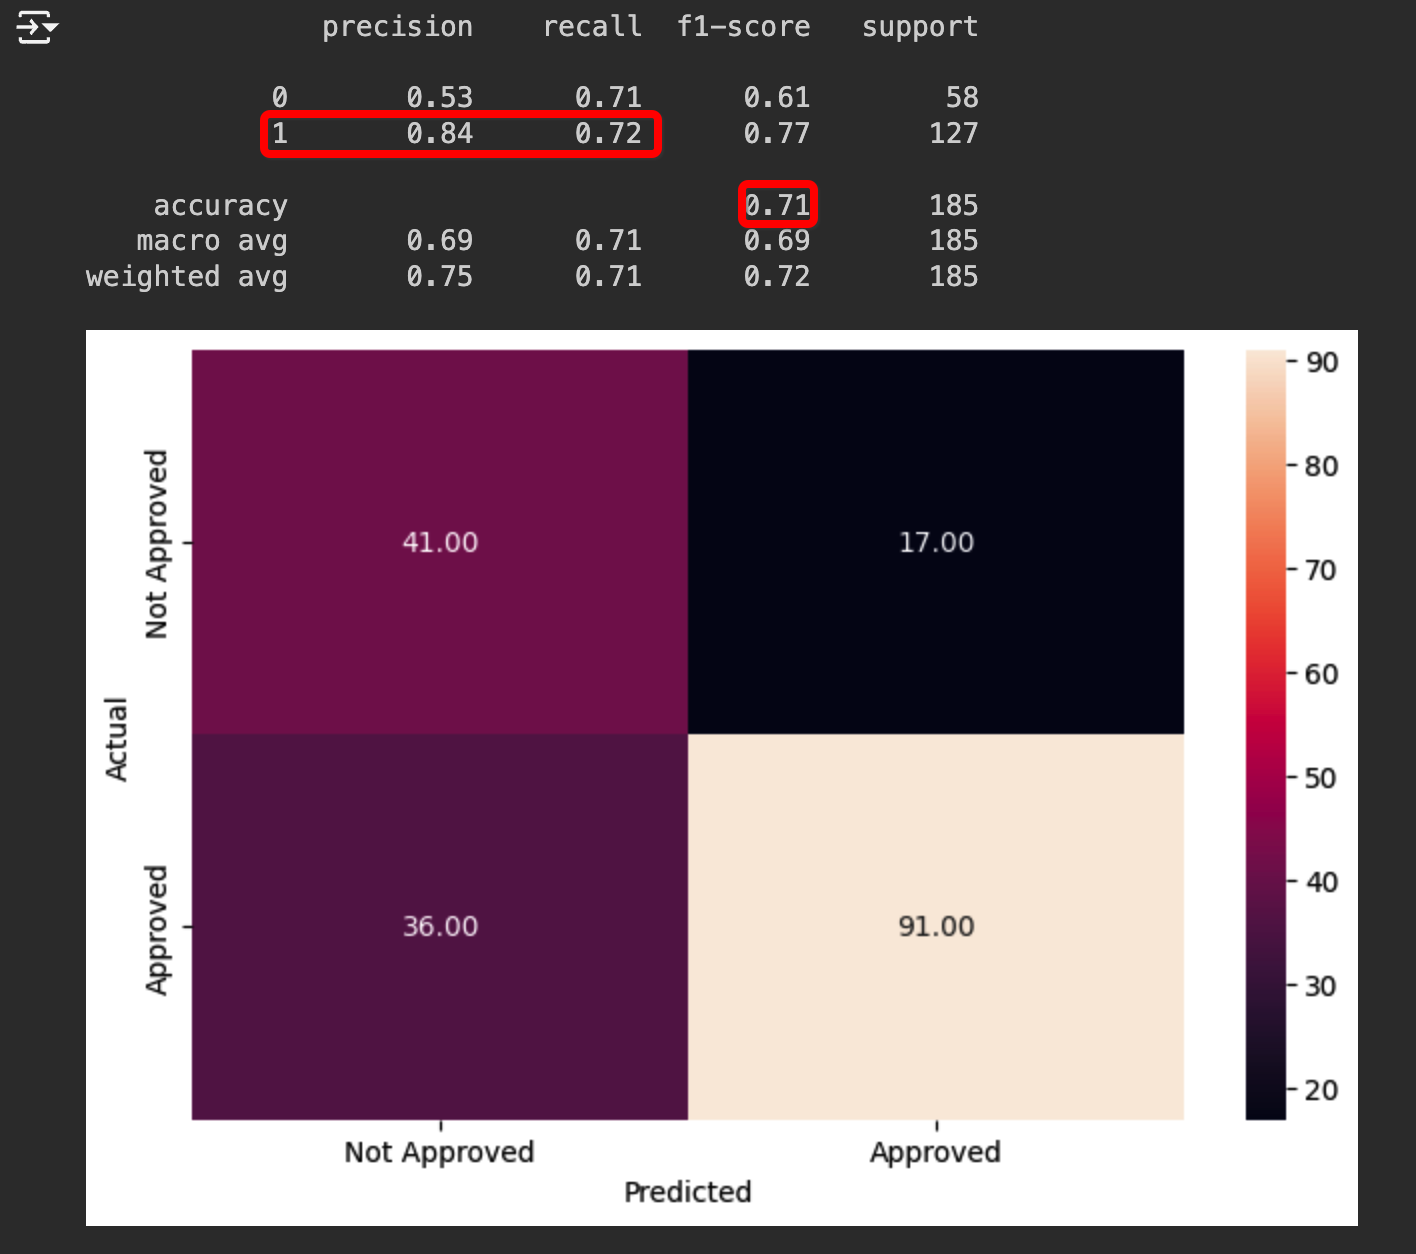 precision recall f1-score support
0 0.53 0.71 0.61 58
1 0.84 0.72 0.77 127
accuracy 0.71 185
macro avg 0.69 0.71 0.69 185
weighted avg 0.75 0.71 0.72 185
90
80
70
60
50
40
30
20
Actual
Not Approved
41.00 17.00
Approved
36.00 91.00
Not Approved Approved
Predicted